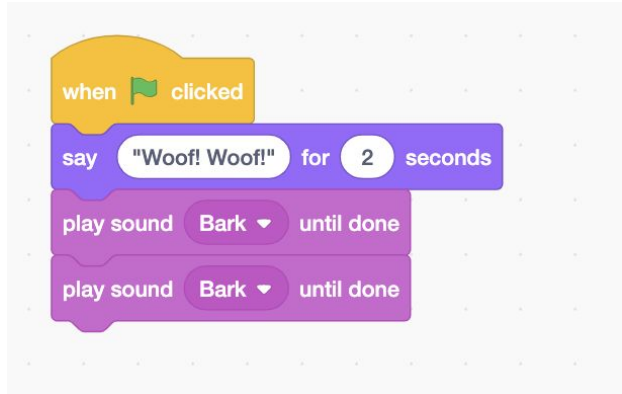 when clicked
say "Woof! Woof!" for 2 seconds
play sound Bark until done
play sound Bark until done